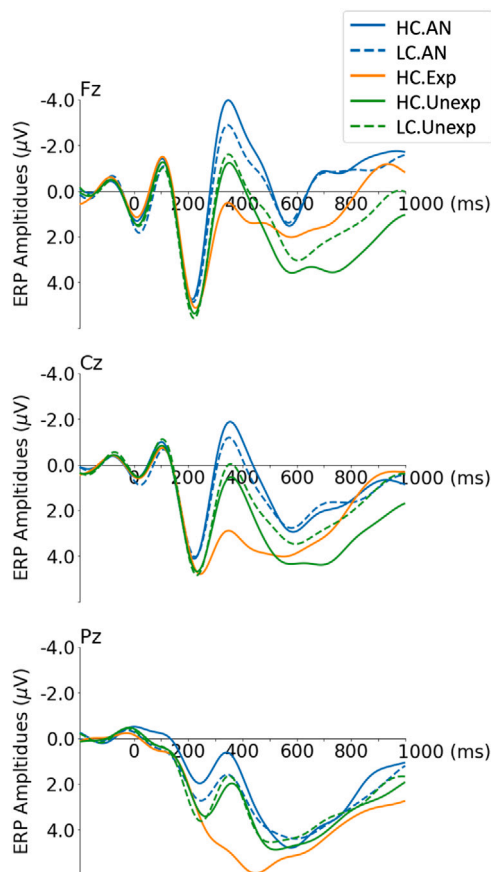 HC.AN
LC.AN
HC.Exp
HC.Unexp
LC.Unexp
Fz
ERP Ampltidues (μV)
-4.0
-2.0
0.0
2.0
4.0
0 200 400 600 800 1000 (ms)
Cz
ERP Ampltidues (μV)
-4.0
-2.0
0.0
2.0
4.0
0 200 400 600 800 1000 (ms)
Pz
ERP Ampltidues (μV)
-4.0
-2.0
0.0
2.0
4.0
0 200 400 600 800 1000 (ms)